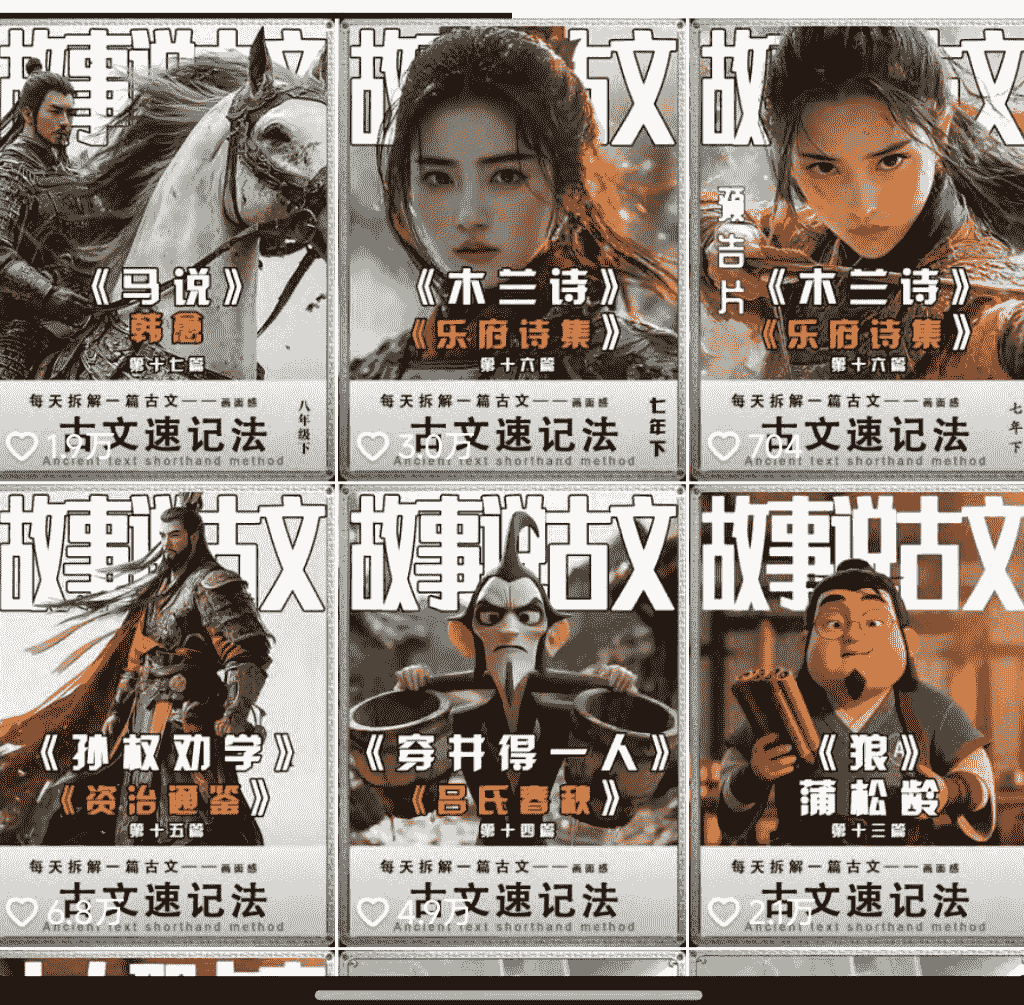 故事说古文
《马说》
韩愈
第十七篇
每天拆解一篇古文——画面感
八年级下
古文速记法
1.9万
Ancient text shorthand method
故事说古文
《木兰诗》
《乐府诗集》
第十六篇
每天拆解一篇古文——画面感
七年下
古文速记法
3.0万
Ancient text shorthand method
故事说古文
预告片
《木兰诗》
《乐府诗集》
第十六篇
每天拆解一篇古文——画面感
七年下
古文速记法
704
Ancient text shorthand method
故事说古文
《孙权劝学》
《资治通鉴》
第十五篇
每天拆解一篇古文——画面感
古文速记法
6.8万
Ancient text shorthand method
故事说古文
《穿井得一人》
《吕氏春秋》
第十四篇
每天拆解一篇古文——画面感
古文速记法
4.9万
Ancient text shorthand method
故事说古文
《狼》
蒲松龄
第十三篇
每天拆解一篇古文——画面感
古文速记法
2.1万
Ancient text shorthand method